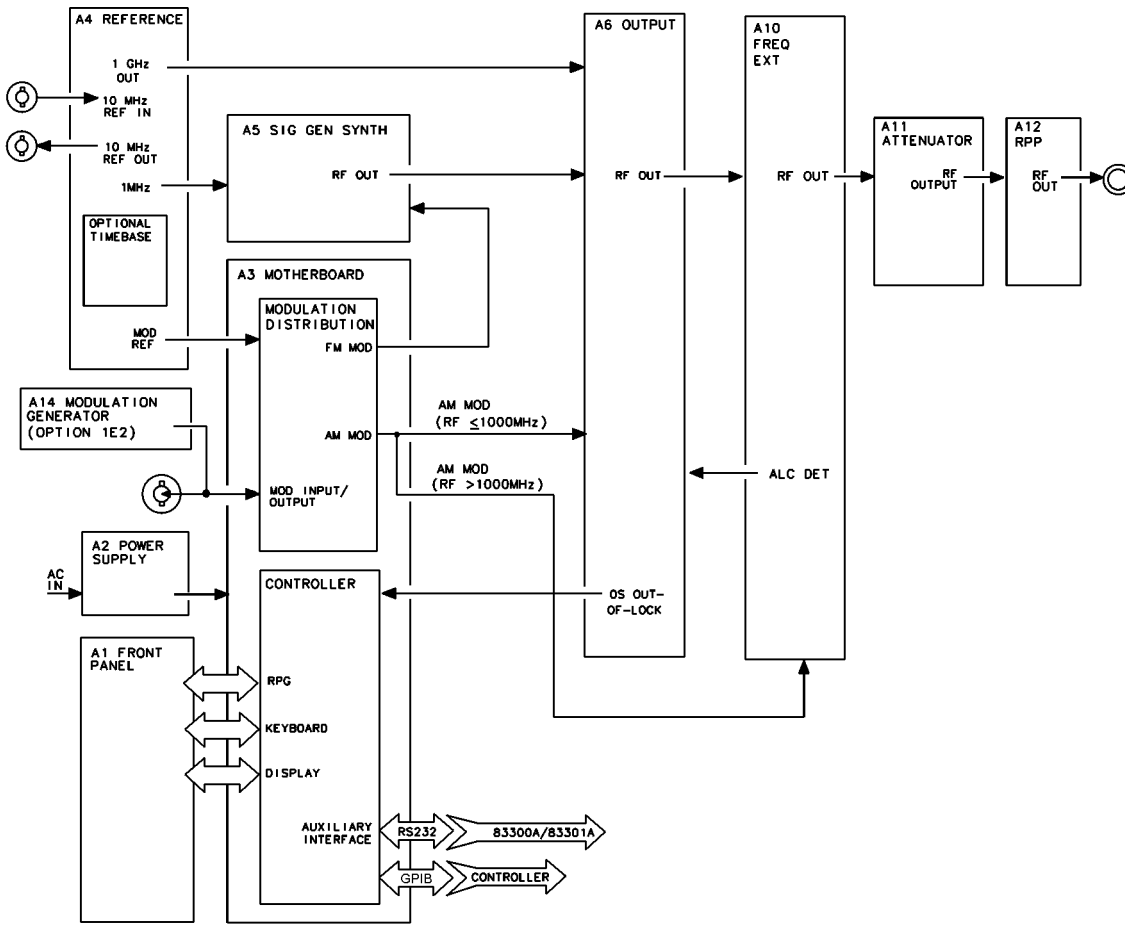 A4 REFERENCE
1 GHz
OUT
10 MHz
REF IN
10 MHz
REF OUT
1MHz
OPTIONAL
TIMEBASE
MOD
REF
A5 SIG GEN SYNTH
RF OUT
A6 OUTPUT
RF OUT
A10
FREQ
EXT
RF OUT
A11
ATTENUATOR
RF
OUTPUT
A12
RPP
RF
OUT
A3 MOTHERBOARD
MODULATION
DISTRIBUTION
FM MOD
AM MOD
MOD INPUT/
OUTPUT
A14 MODULATION
GENERATOR
(OPTION 1E2)
AM MOD
(RF ≤1000MHz)
AM MOD
(RF >1000MHz)
ALC DET
A2 POWER
SUPPLY
AC
IN
CONTROLLER
OS OUT-
OF-LOCK
A1 FRONT
PANEL
RPG
KEYBOARD
DISPLAY
AUXILIARY
INTERFACE
RS232
83300A/83301A
GPIB
CONTROLLER